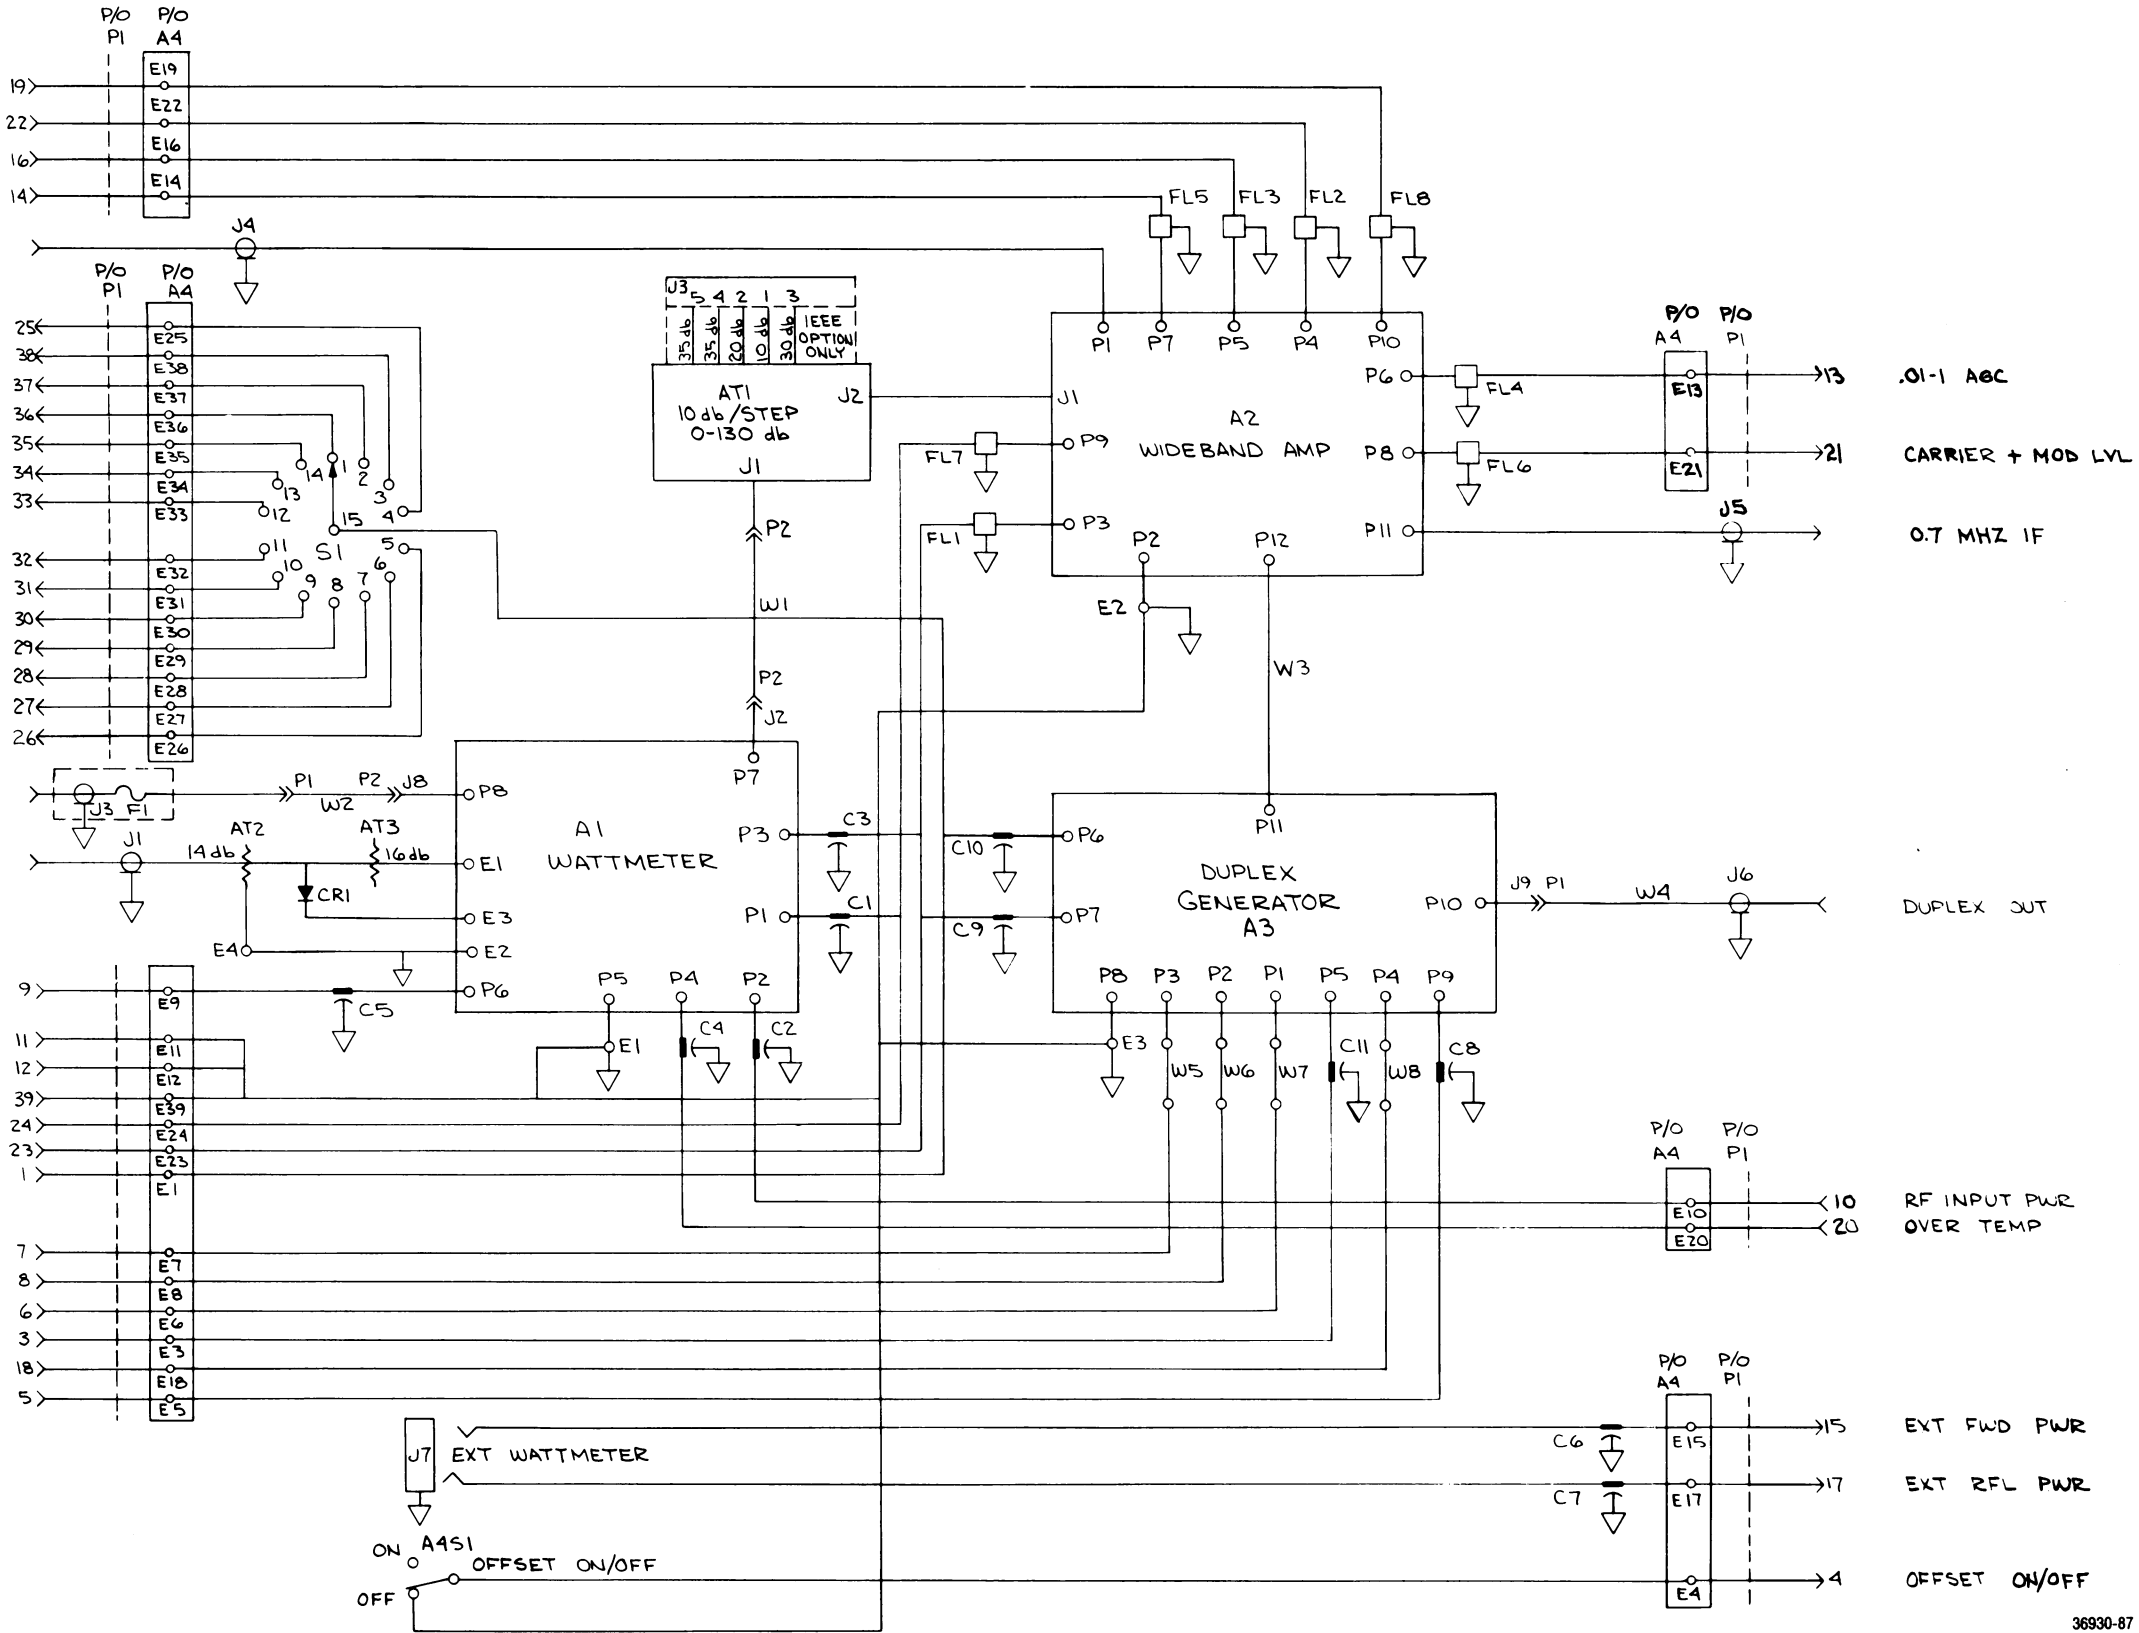 P/O P/O
P1 A4
E19
19
E22
22
E16
16
E14
14
J4
P/O P/O
P1 A4
25
E25
38
E38
37
E37
36
E36
35
E35
34
E34
33
E33
32
E32
31
E31
30
E30
29
E29
28
E28
27
E27
26
E26
14 1 2
13 3
12 15 4
11 S1 5
10 6
9 8 7
J3 5 4 2 1 3
35 db 35 db 20 db 10 db 30 db
IEEE
OPTION
ONLY
AT1 J2
10 db/STEP
0-130 db
J1
P2
W1
P2
J2
FL5 FL3 FL2 FL8
P1 P7 P5 P4 P10
J1 P6
A2
P9 WIDEBAND AMP P8
P3 P11
P2 P12
FL7
FL1
E2
W3
FL4
FL6
P/O P/O
A4 P1
E13
13 .01-1 AGC
E21
21 CARRIER + MOD LVL
J5
0.7 MHZ IF
J3 F1
P1 P2 J8
W2
J1
AT2
14 db
AT3
16 db
CR1
E4
P7
P8
A1
WATTMETER
E1
E3
E2
P6
P3
P1
P5 P4 P2
C3
C1
C5
E1
C4 C2
C10
C9
P11
P6
DUPLEX
GENERATOR
A3
P7
P10
P8 P3 P2 P1 P5 P4 P9
J9 P1
W4
J6
DUPLEX OUT
E3
W5 W6 W7
C11
W8
C8
9
E9
11
E11
12
E12
39
E39
24
E24
23
E23
1
E1
7
E7
8
E8
6
E6
3
E3
18
E18
5
E5
P/O P/O
A4 P1
E10
10 RF INPUT PWR
E20
20 OVER TEMP
P/O P/O
A4 P1
J7 EXT WATTMETER
C6
E15
15 EXT FWD PWR
C7
E17
17 EXT RFL PWR
ON A4S1
OFFSET ON/OFF
OFF
E4
4 OFFSET ON/OFF
36930-87